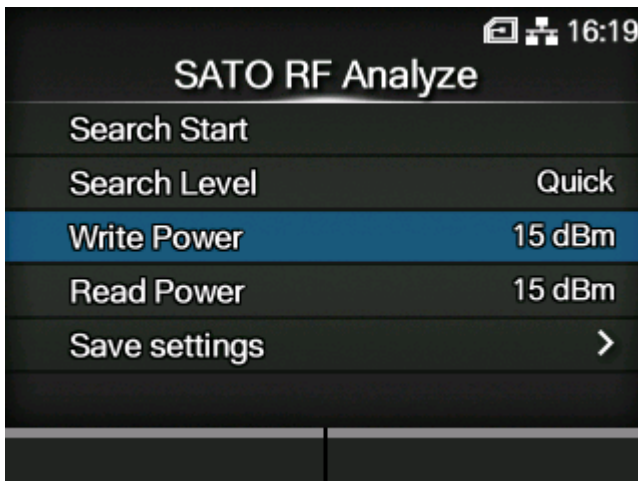 16:19
SATO RF Analyze
Search Start
Search Level Quick
Write Power 15 dBm
Read Power 15 dBm
Save settings >